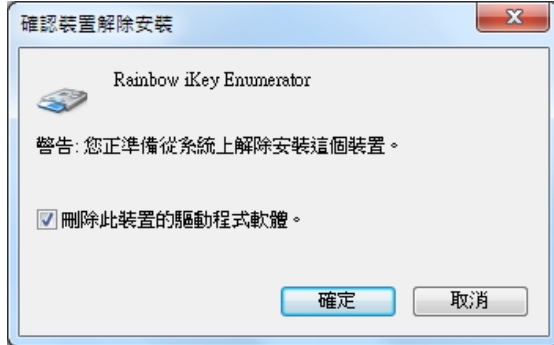 確認裝置解除安裝
Rainbow iKey Enumerator
警告: 您正準備從系統上解除安裝這個裝置。
刪除此裝置的驅動程式軟體。
確定
取消